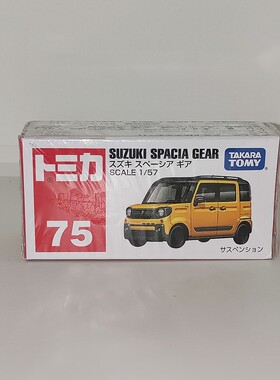 トミカ
75
SUZUKI SPACIA GEAR
スズキ スペーシア ギア
SCALE 1/57
TAKARA
TOMY
サスペンション